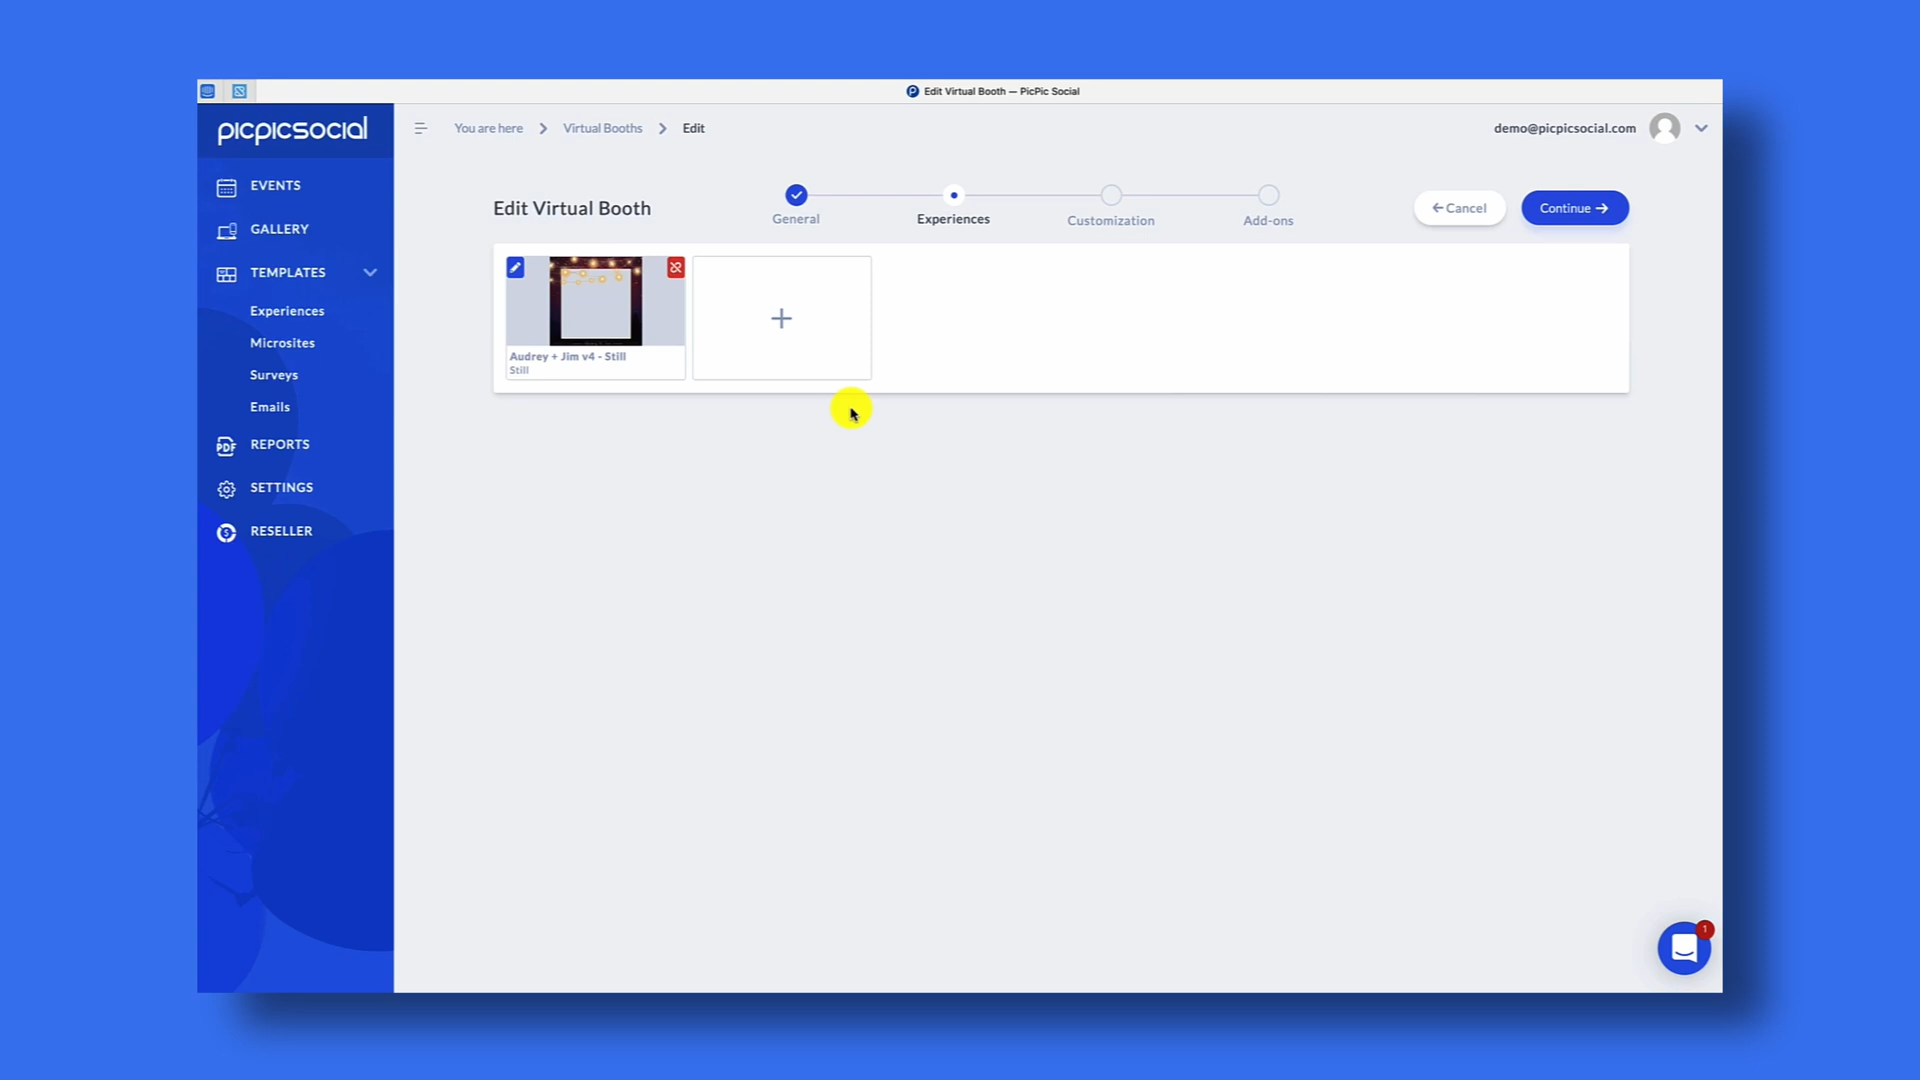 Edit Virtual Booth — PicPic Social
picpicsocial
You are here
Virtual Booths
Edit
demo@picpicsocial.com
EVENTS
GALLERY
TEMPLATES
Experiences
Microsites
Surveys
Emails
PDF
REPORTS
SETTINGS
$
RESELLER
Edit Virtual Booth
General
Experiences
Customization
Add-ons
Cancel
Continue
Audrey + Jim v4 - Still
Still
1